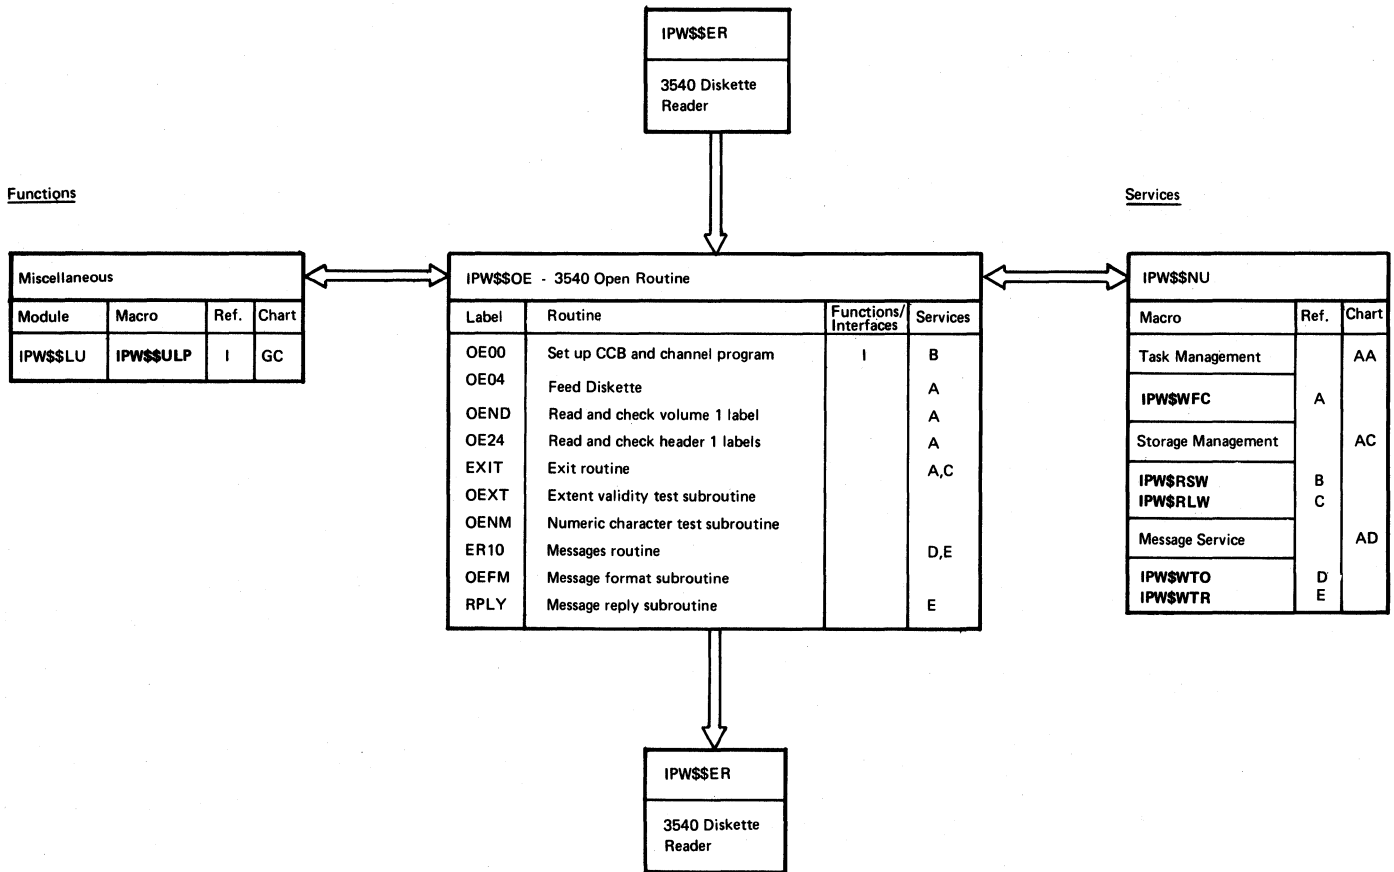 IPW$$ER
3540 Diskette
Reader
Functions
Services
Miscellaneous
Module Macro Ref. Chart
IPW$$LU IPW$$ULP I GC
IPW$$OE - 3540 Open Routine
Label Routine Functions/
Interfaces Services
OE00 Set up CCB and channel program I B
OE04 Feed Diskette A
OEND Read and check volume 1 label A
OE24 Read and check header 1 labels A
EXIT Exit routine A,C
OEXT Extent validity test subroutine
OENM Numeric character test subroutine
ER10 Messages routine D,E
OEFM Message format subroutine
RPLY Message reply subroutine E
IPW$$NU
Macro Ref. Chart
Task Management AA
IPW$WFC A
Storage Management AC
IPW$RSW B
IPW$RLW C
Message Service AD
IPW$WTO D
IPW$WTR E
IPW$$ER
3540 Diskette
Reader